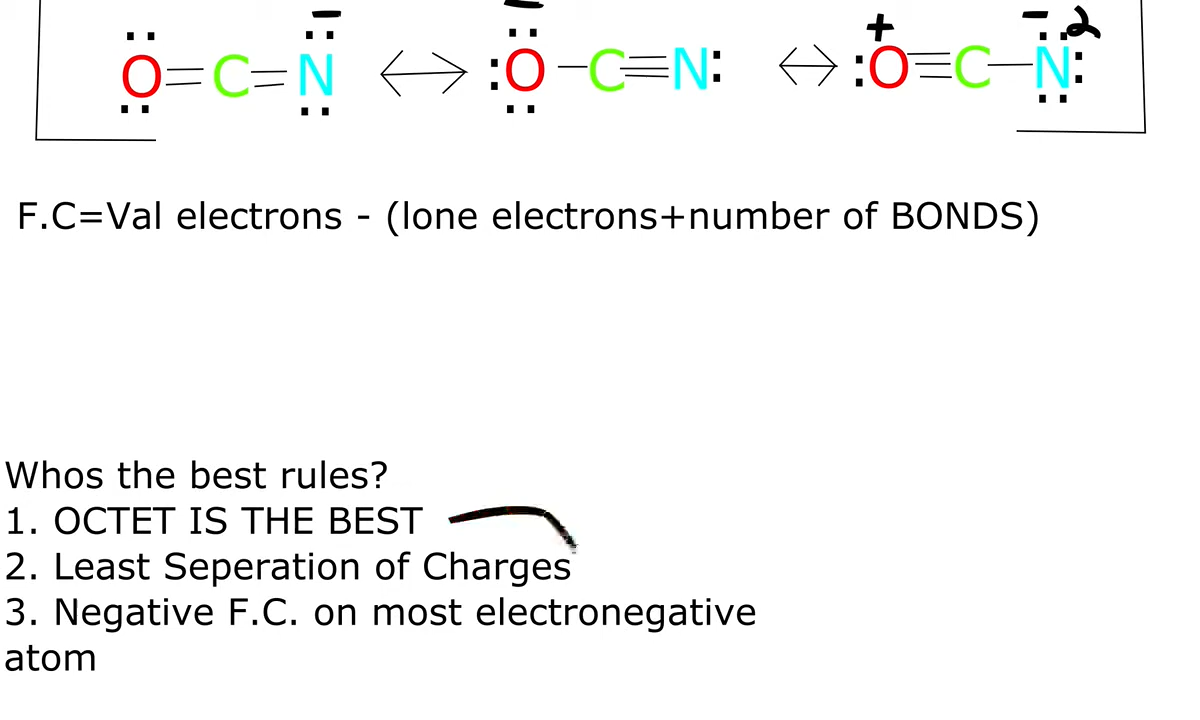 O=C=N⁻ ↔ :O⁻-C≡N: ↔ :O⁺≡C-N:⁻²
F.C=Val electrons - (lone electrons+number of BONDS)
Whos the best rules?
1. OCTET IS THE BEST
2. Least Seperation of Charges
3. Negative F.C. on most electronegative
atom